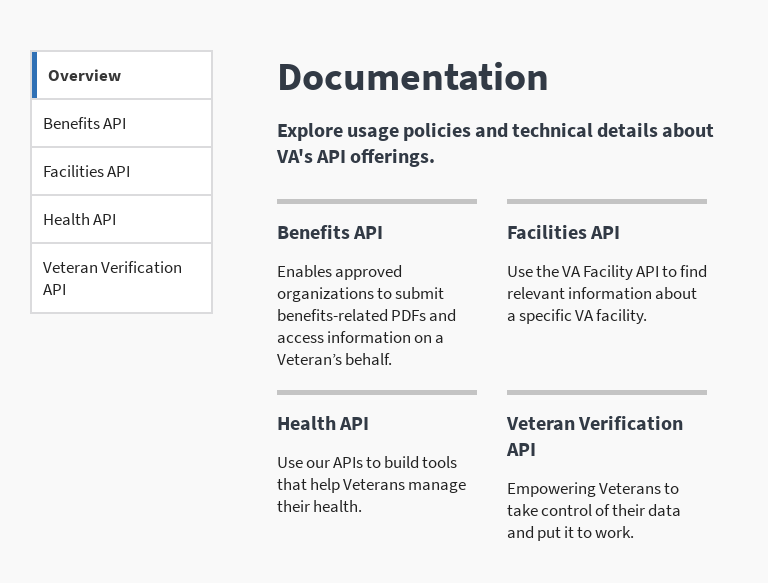 Overview
Benefits API
Facilities API
Health API
Veteran Verification
API
Documentation
Explore usage policies and technical details about
VA's API offerings.
Benefits API
Enables approved
organizations to submit
benefits-related PDFs and
access information on a
Veteran’s behalf.
Facilities API
Use the VA Facility API to find
relevant information about
a specific VA facility.
Health API
Use our APIs to build tools
that help Veterans manage
their health.
Veteran Verification
API
Empowering Veterans to
take control of their data
and put it to work.